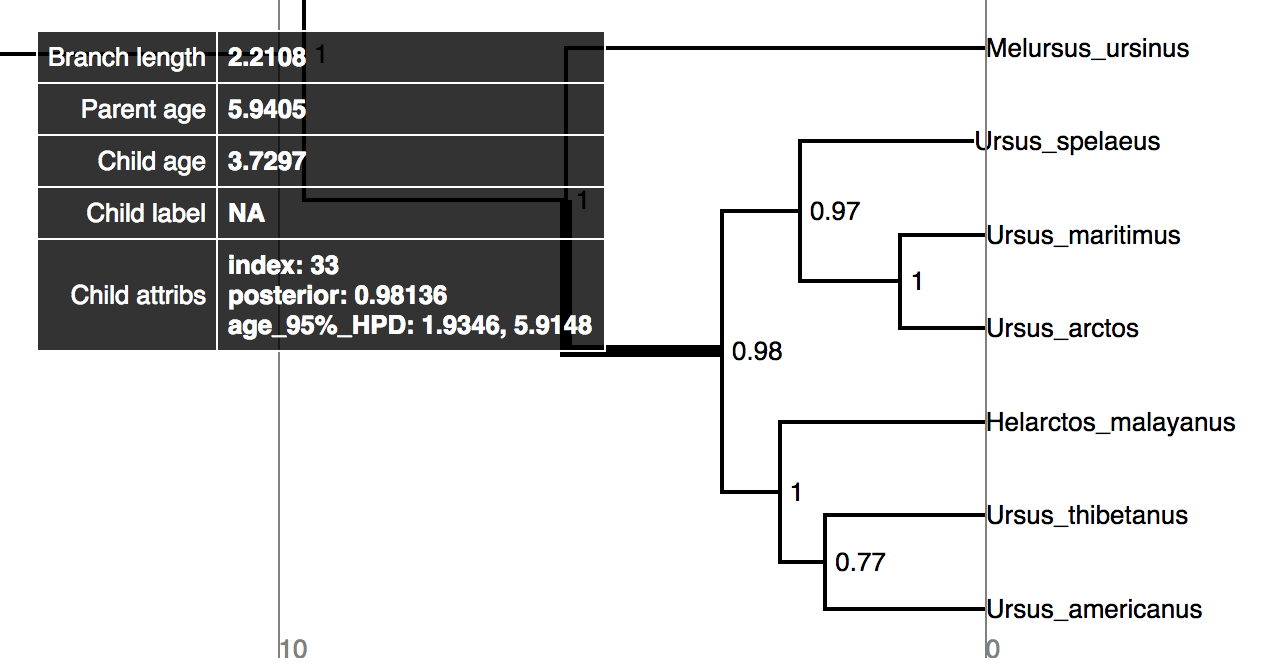 Branch length 2.2108
1
Melursus_ursinus
Parent age 5.9405
Ursus_spelaeus
Child age 3.7297
1
Child label NA
0.97
Ursus_maritimus
Child attribs index: 33
posterior: 0.98136
age_95%_HPD: 1.9346, 5.9148
1
Ursus_arctos
0.98
Helarctos_malayanus
1
Ursus_thibetanus
0.77
Ursus_americanus
10
0